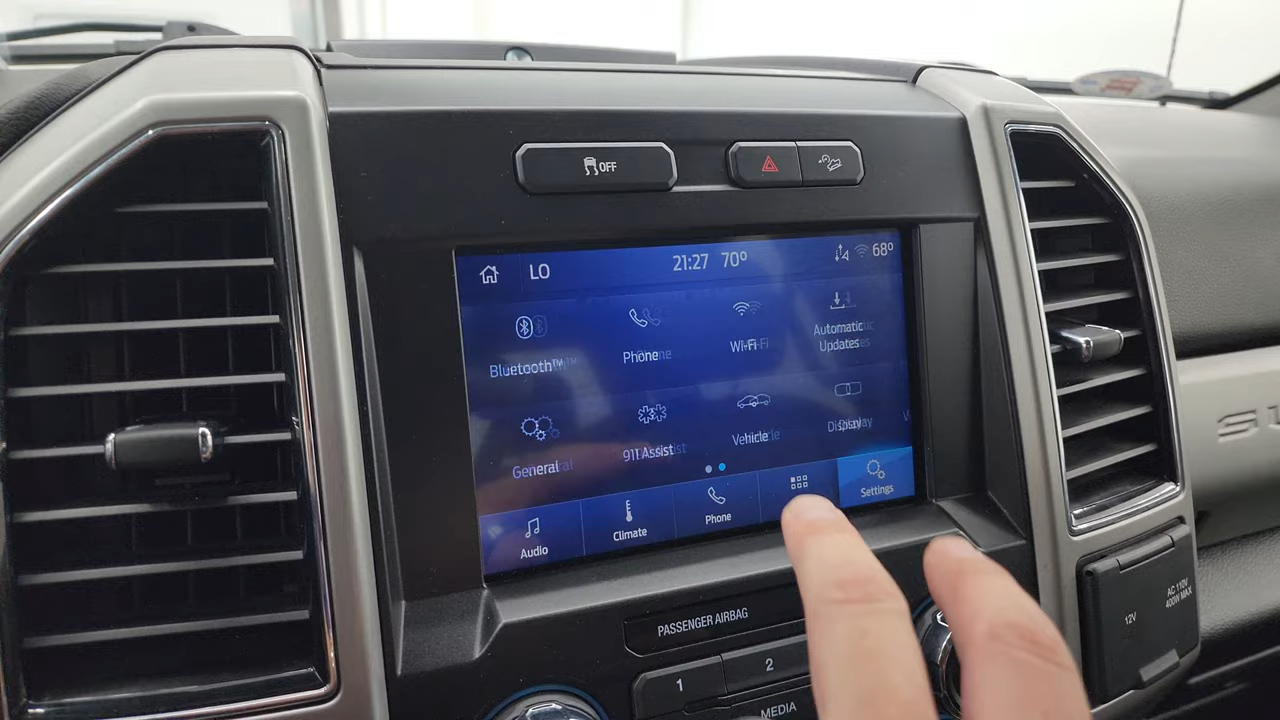 OFF
LO
21:27 70°
68°
Bluetooth™
Phone
Wi-Fi
Automatic
Updates
General
911 Assist
Vehicle
Display
Audio
Climate
Phone
Settings
PASSENGER AIRBAG
1
2
MEDIA
12V
AC 110V
400W MAX